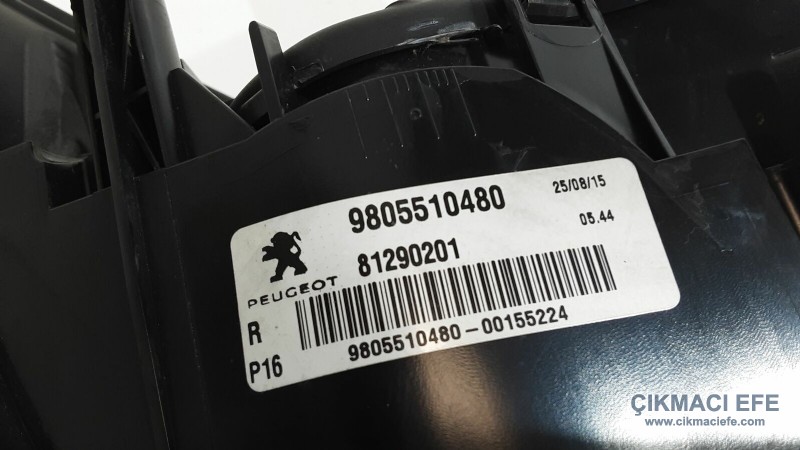 9805510480 25/08/15
81290201 05.44
PEUGEOT
R
9805510480-00155224
P16
ÇIKMACI EFE
www.cikmaciefe.com